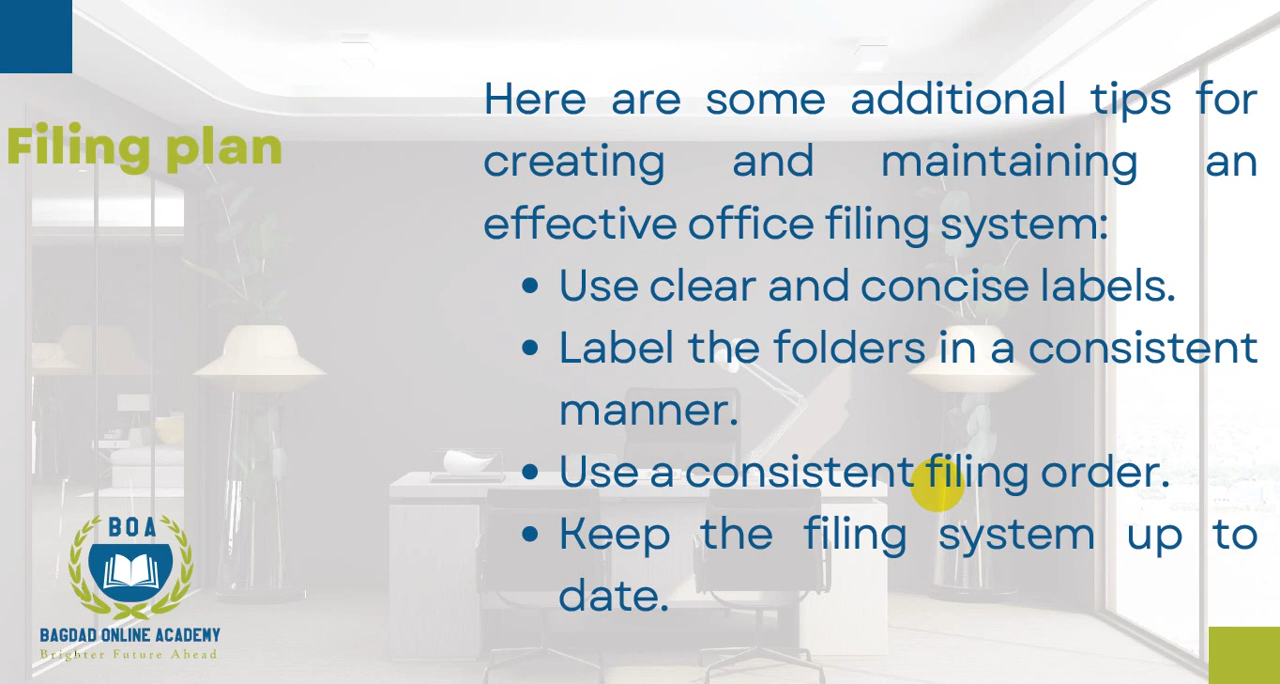 Filing plan
Here are some additional tips for
creating and maintaining an
effective office filing system:
• Use clear and concise labels.
• Label the folders in a consistent
manner.
• Use a consistent filing order.
• Keep the filing system up to
date.
BOA
BAGDAD ONLINE ACADEMY
Brighter Future Ahead